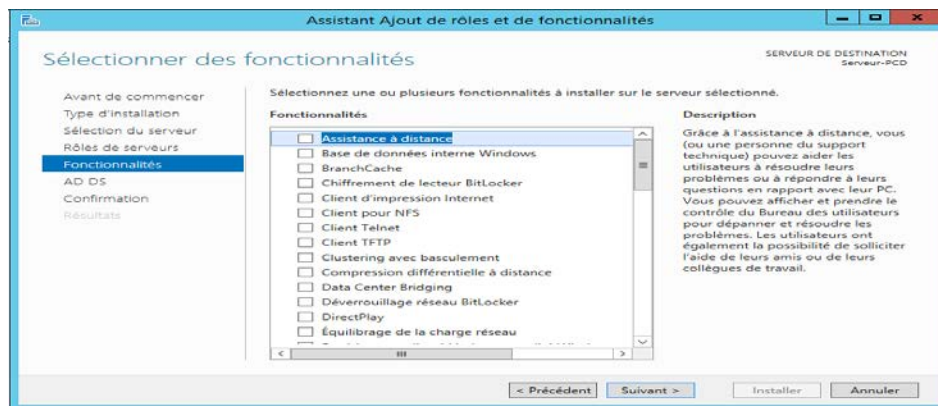 Assistant Ajout de rôles et de fonctionnalités
Sélectionner des fonctionnalités
SERVEUR DE DESTINATION
Serveur-PCD
Avant de commencer
Type d'installation
Sélection du serveur
Rôles de serveurs
Fonctionnalités
AD DS
Confirmation
Résultats
Sélectionnez une ou plusieurs fonctionnalités à installer sur le serveur sélectionné.
Fonctionnalités
Assistance à distance
Base de données interne Windows
BranchCache
Chiffrement de lecteur BitLocker
Client d'impression Internet
Client pour NFS
Client Telnet
Client TFTP
Clustering avec basculement
Compression différentielle à distance
Data Center Bridging
Déverrouillage réseau BitLocker
DirectPlay
Équilibrage de la charge réseau
Description
Grâce à l'assistance à distance, vous
(ou une personne du support
technique) pouvez aider les
utilisateurs à résoudre leurs
problèmes ou à répondre à leurs
questions en rapport avec leur PC.
Vous pouvez afficher et prendre le
contrôle du Bureau des utilisateurs
pour dépanner et résoudre les
problèmes. Les utilisateurs ont
également la possibilité de solliciter
l'aide de leurs amis ou de leurs
collègues de travail.
< Précédent
Suivant >
Installer
Annuler